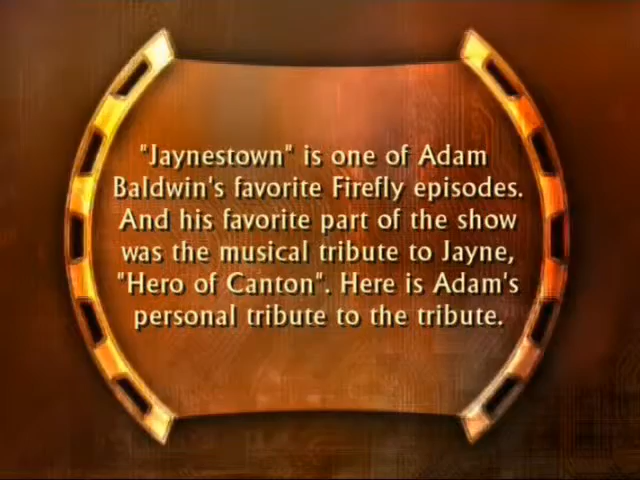 "Jaynestown" is one of Adam
Baldwin's favorite Firefly episodes.
And his favorite part of the show
was the musical tribute to Jayne,
"Hero of Canton". Here is Adam's
personal tribute to the tribute.